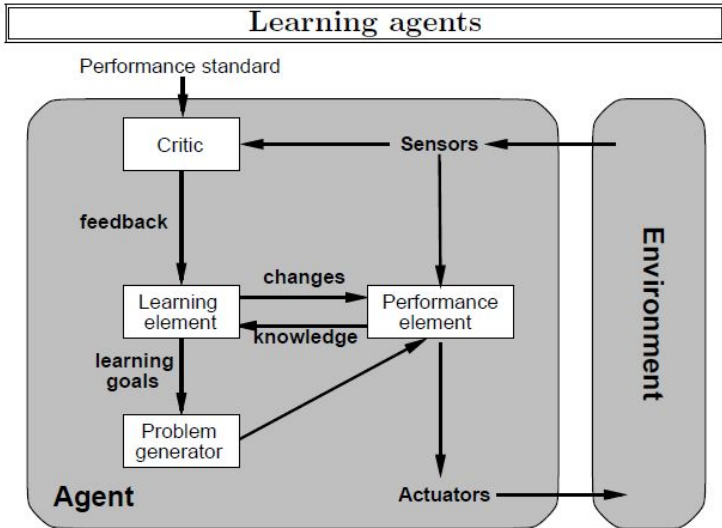 Learning agents
Performance standard
Critic
Sensors
feedback
changes
Learning
element
Performance
element
knowledge
learning
goals
Problem
generator
Agent
Actuators
Environment